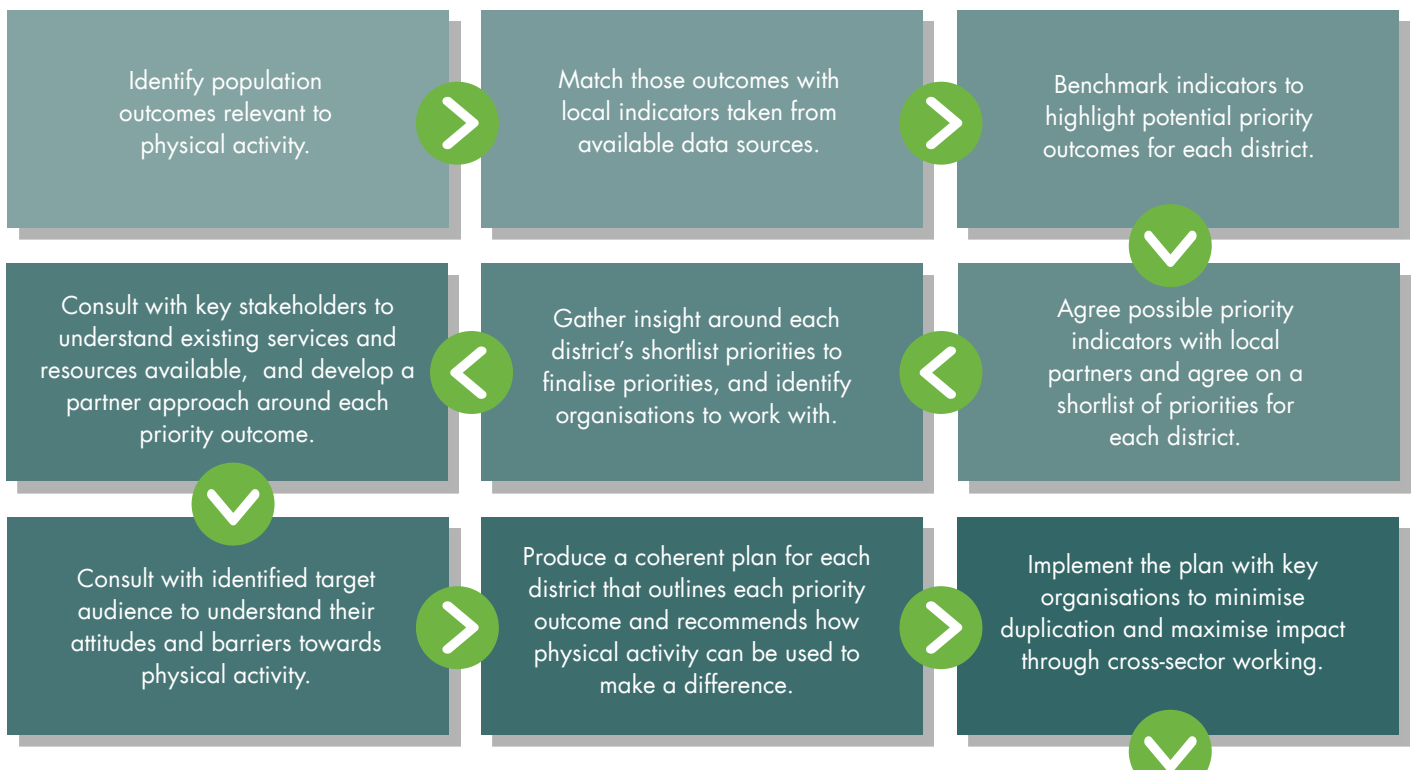 Identify population
outcomes relevant to
physical activity.
Match those outcomes with
local indicators taken from
available data sources.
Benchmark indicators to
highlight potential priority
outcomes for each district.
Agree possible priority
indicators with local
partners and agree on a
shortlist of priorities for
each district.
Gather insight around each
district’s shortlist priorities to
finalise priorities, and identify
organisations to work with.
Consult with key stakeholders to
understand existing services and
resources available,  and develop a
partner approach around each
priority outcome.
Consult with identified target
audience to understand their
attitudes and barriers towards
physical activity.
Produce a coherent plan for each
district that outlines each priority
outcome and recommends how
physical activity can be used to
make a difference.
Implement the plan with key
organisations to minimise
duplication and maximise impact
through cross-sector working.